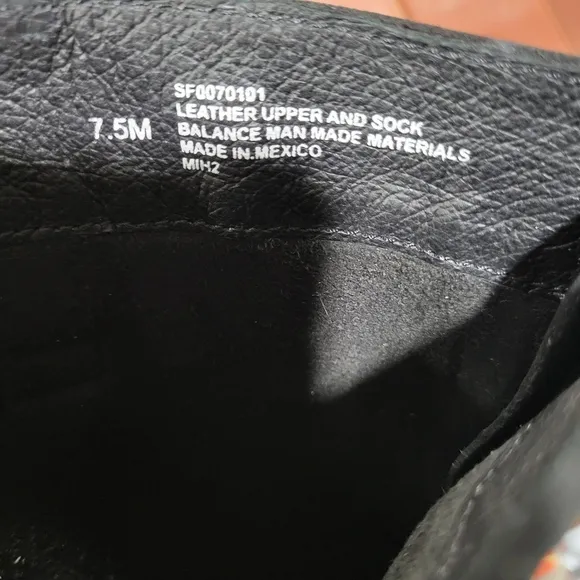 SF0070101
7.5M LEATHER UPPER AND SOCK
BALANCE MAN MADE MATERIALS
MADE IN.MEXICO
MIH2